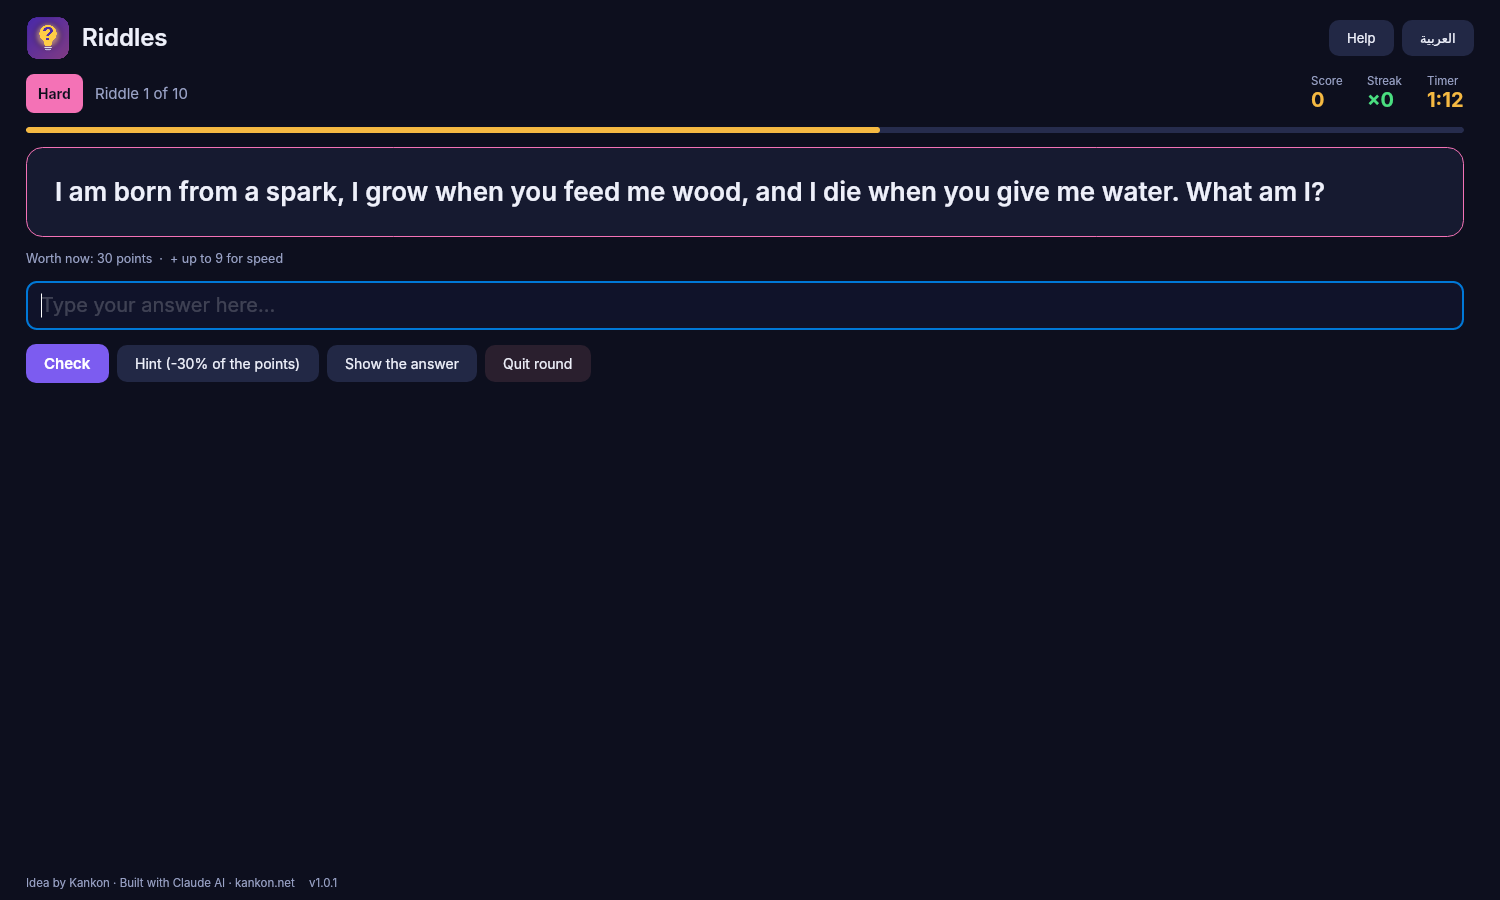 Riddles
Help
العربية
Hard
Riddle 1 of 10
Score
0
Streak
×0
Timer
1:12
I am born from a spark, I grow when you feed me wood, and I die when you give me water. What am I?
Worth now: 30 points · + up to 9 for speed
Type your answer here...
Check
Hint (-30% of the points)
Show the answer
Quit round
Idea by Kankon · Built with Claude AI · kankon.net v1.0.1